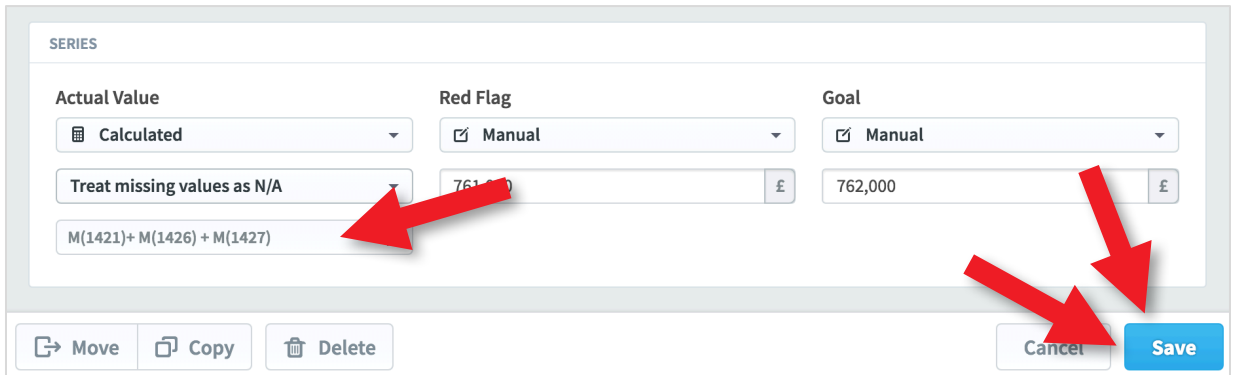 SERIES
Actual Value Red Flag Goal
Calculated Manual Manual
Treat missing values as N/A £ 762,000 £
M(1421)+ M(1426) + M(1427)
Move Copy Delete Cancel Save